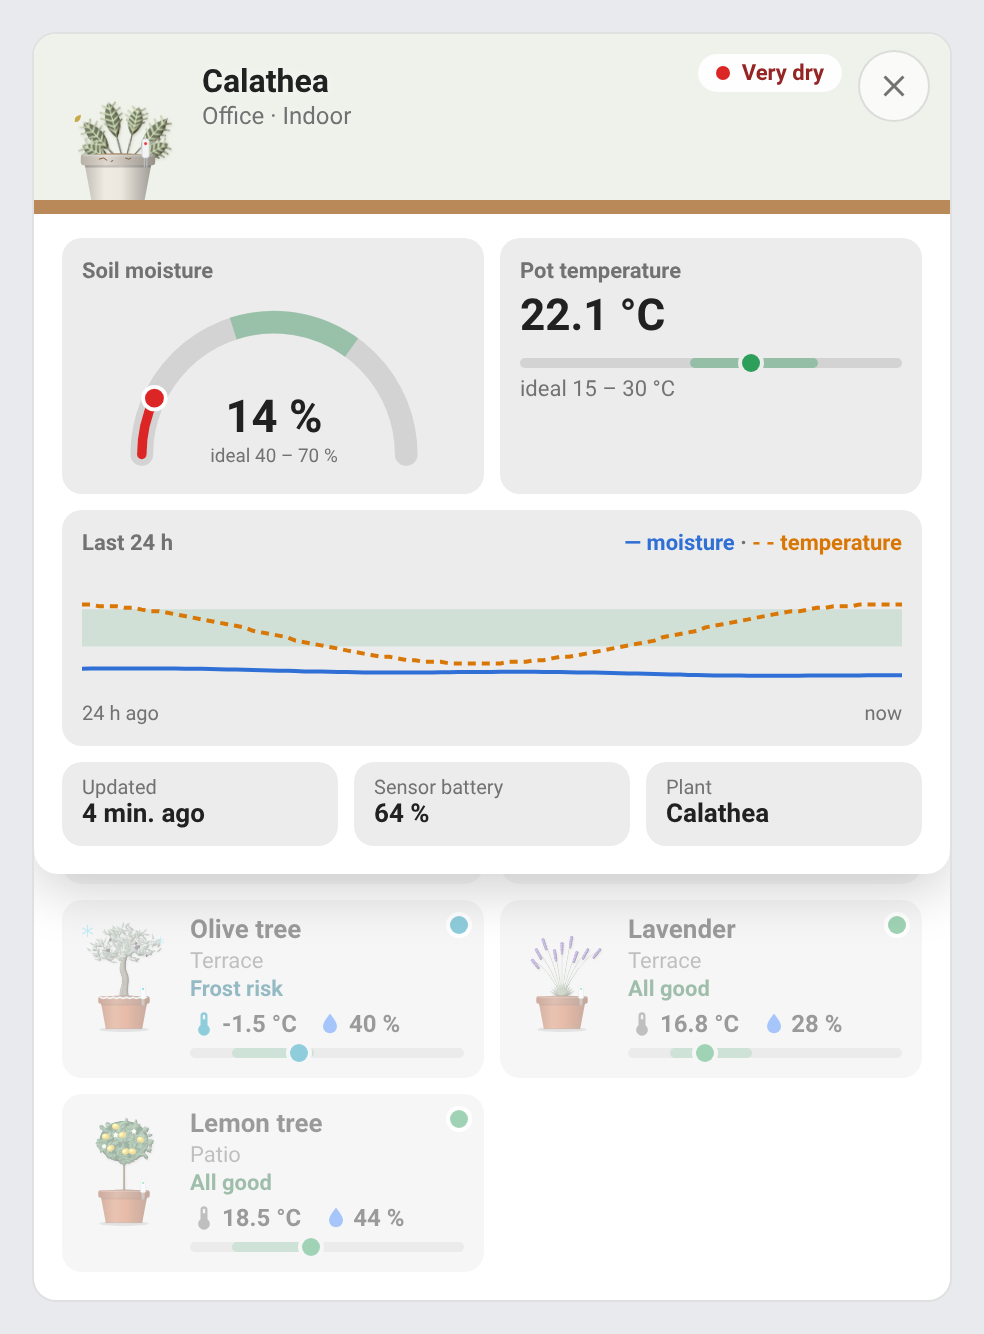 Calathea
Office · Indoor
Very dry
Soil moisture
14 %
ideal 40 – 70 %
Pot temperature
22.1 °C
ideal 15 – 30 °C
Last 24 h
— moisture · - - temperature
24 h ago
now
Updated
4 min. ago
Sensor battery
64 %
Plant
Calathea
Olive tree
Terrace
Frost risk
-1.5 °C 40 %
Lavender
Terrace
All good
16.8 °C 28 %
Lemon tree
Patio
All good
18.5 °C 44 %